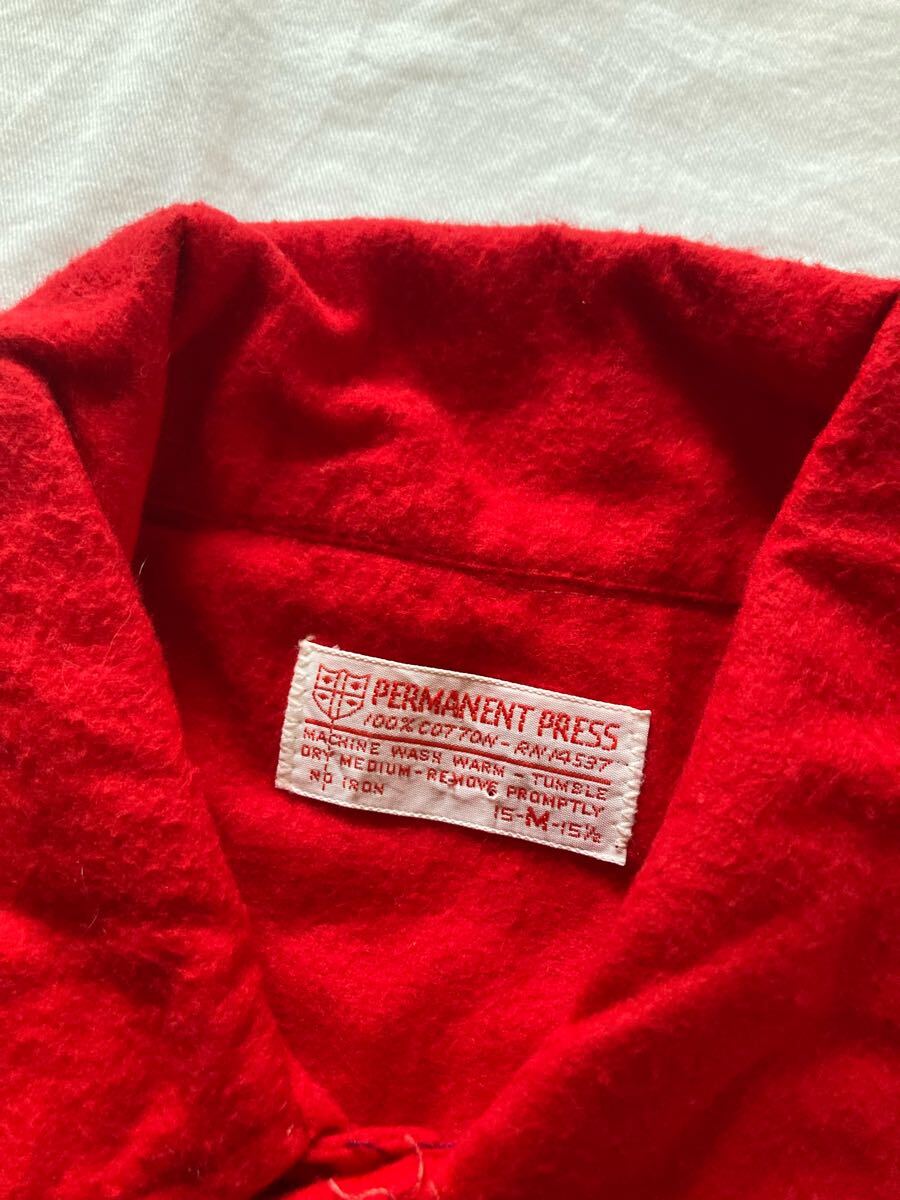 PERMANENT PRESS
100% COTTON - RN 14537
MACHINE WASH WARM - TUMBLE
DRY MEDIUM - REMOVE PROMPTLY
NO IRON
15-M-15½